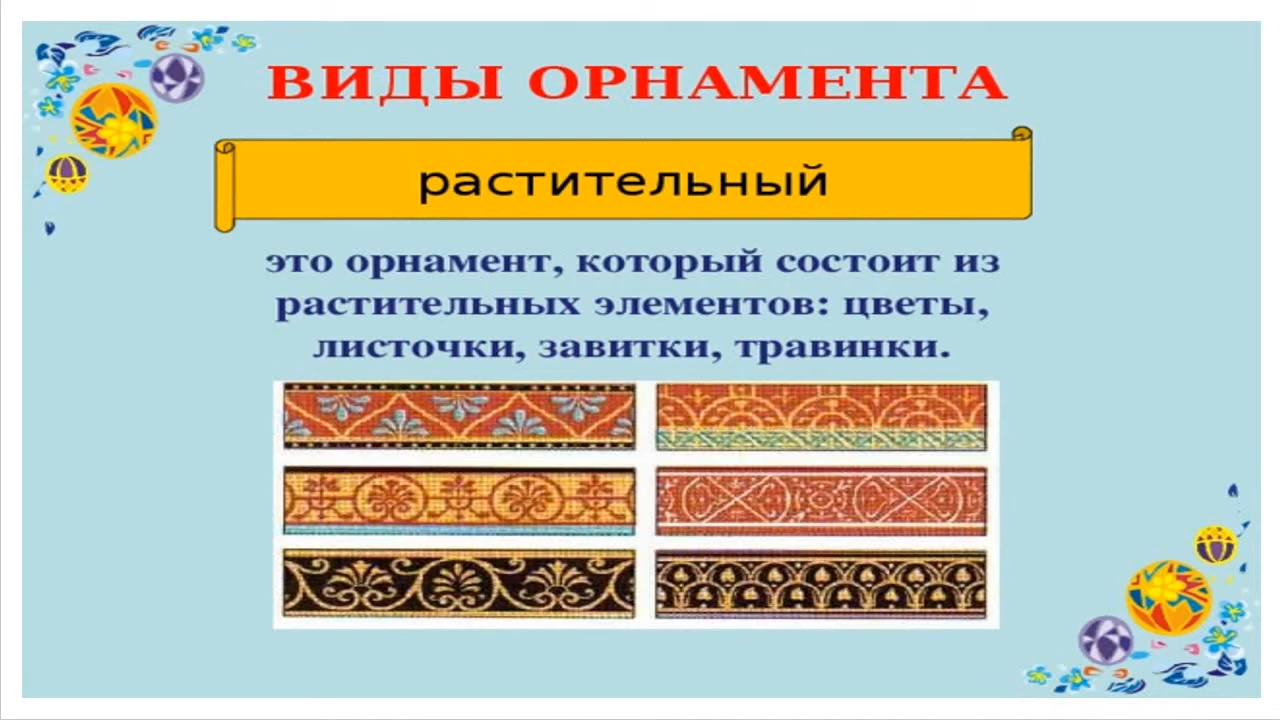 ВИДЫ ОРНАМЕНТА
растительный
это орнамент, который состоит из
растительных элементов: цветы,
листочки, завитки, травинки.